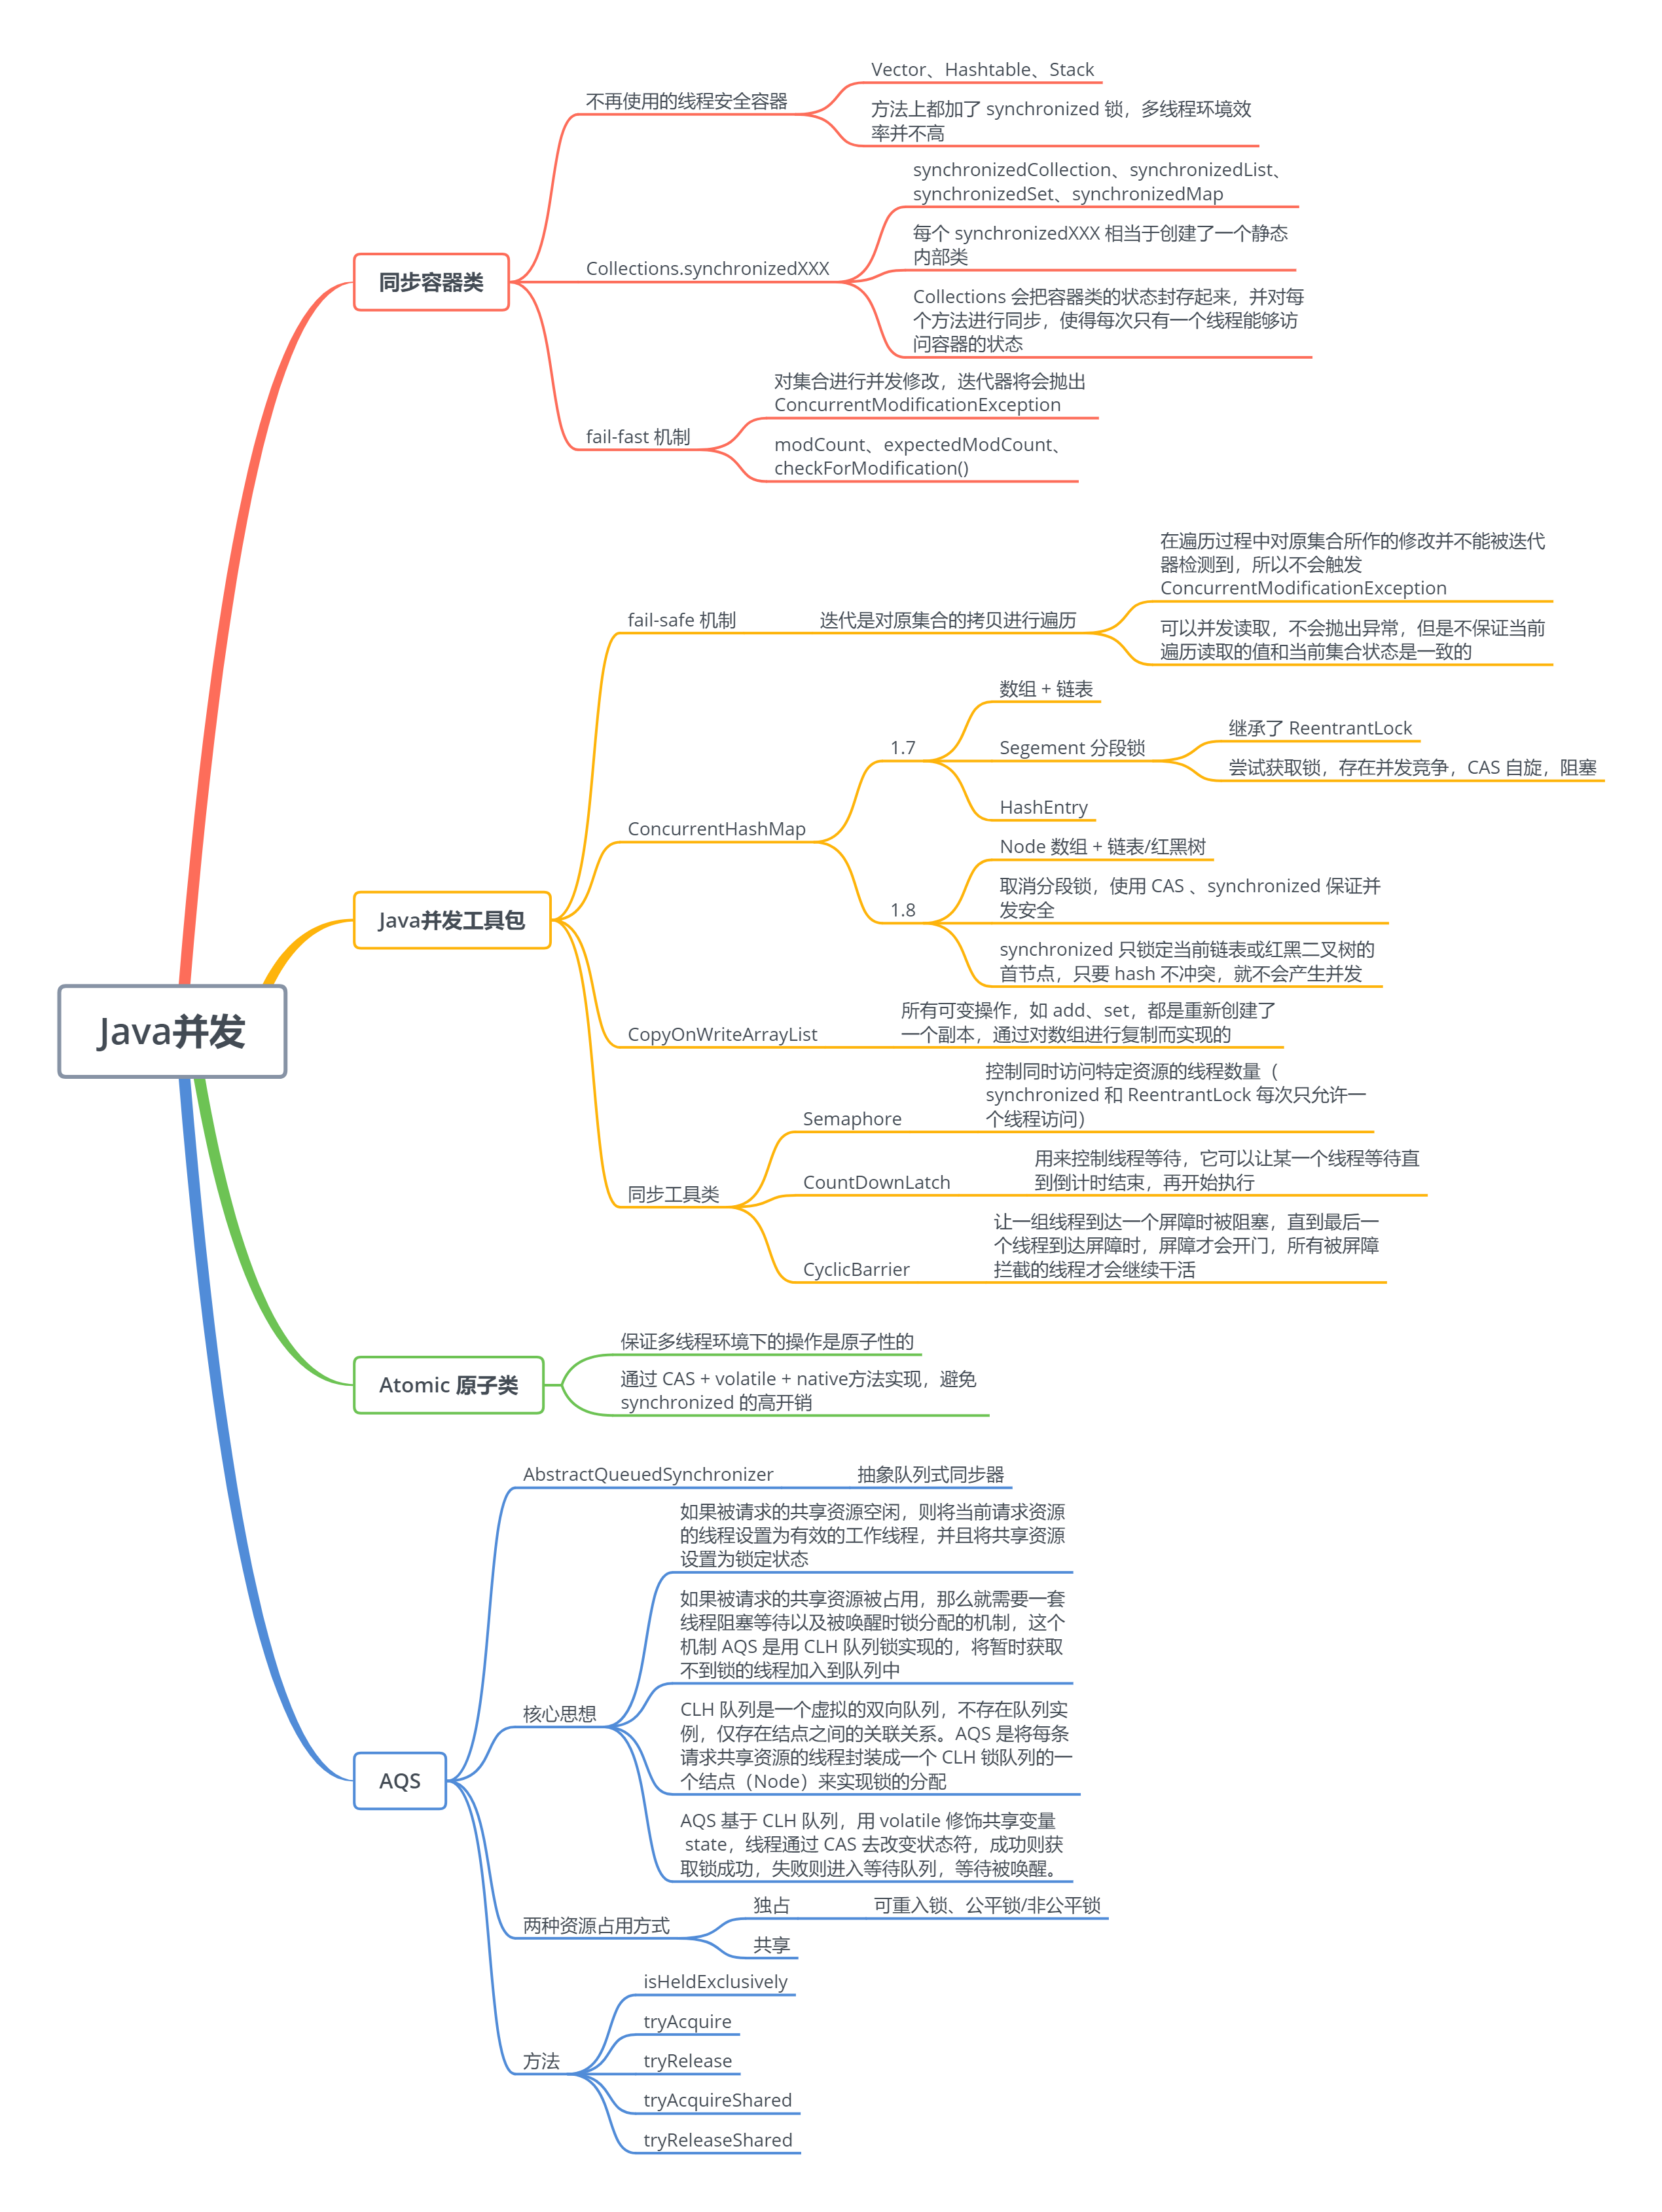 Java并发
同步容器类
不再使用的线程安全容器
Vector、Hashtable、Stack
方法上都加了 synchronized 锁，多线程环境效
率并不高
Collections.synchronizedXXX
synchronizedCollection、synchronizedList、
synchronizedSet、synchronizedMap
每个 synchronizedXXX 相当于创建了一个静态
内部类
Collections 会把容器类的状态封存起来，并对每
个方法进行同步，使得每次只有一个线程能够访
问容器的状态
fail-fast 机制
对集合进行并发修改，迭代器将会抛出
ConcurrentModificationException
modCount、expectedModCount、
checkForModification()
Java并发工具包
fail-safe 机制
迭代是对原集合的拷贝进行遍历
在遍历过程中对原集合所作的修改并不能被迭代
器检测到，所以不会触发
ConcurrentModificationException
可以并发读取，不会抛出异常，但是不保证当前
遍历读取的值和当前集合状态是一致的
ConcurrentHashMap
1.7
数组 + 链表
Segement 分段锁
继承了 ReentrantLock
尝试获取锁，存在并发竞争，CAS 自旋，阻塞
HashEntry
1.8
Node 数组 + 链表/红黑树
取消分段锁，使用 CAS 、synchronized 保证并
发安全
synchronized 只锁定当前链表或红黑二叉树的
首节点，只要 hash 不冲突，就不会产生并发
CopyOnWriteArrayList
所有可变操作，如 add、set，都是重新创建了
一个副本，通过对数组进行复制而实现的
同步工具类
Semaphore
控制同时访问特定资源的线程数量（
synchronized 和 ReentrantLock 每次只允许一
个线程访问）
CountDownLatch
用来控制线程等待，它可以让某一个线程等待直
到倒计时结束，再开始执行
CyclicBarrier
让一组线程到达一个屏障时被阻塞，直到最后一
个线程到达屏障时，屏障才会开门，所有被屏障
拦截的线程才会继续干活
Atomic 原子类
保证多线程环境下的操作是原子性的
通过 CAS + volatile + native方法实现，避免
synchronized 的高开销
AQS
AbstractQueuedSynchronizer
抽象队列式同步器
核心思想
如果被请求的共享资源空闲，则将当前请求资源
的线程设置为有效的工作线程，并且将共享资源
设置为锁定状态
如果被请求的共享资源被占用，那么就需要一套
线程阻塞等待以及被唤醒时锁分配的机制，这个
机制 AQS 是用 CLH 队列锁实现的，将暂时获取
不到锁的线程加入到队列中
CLH 队列是一个虚拟的双向队列，不存在队列实
例，仅存在结点之间的关联关系。AQS 是将每条
请求共享资源的线程封装成一个 CLH 锁队列的一
个结点（Node）来实现锁的分配
AQS 基于 CLH 队列，用 volatile 修饰共享变量
state，线程通过 CAS 去改变状态符，成功则获
取锁成功，失败则进入等待队列，等待被唤醒。
两种资源占用方式
独占
可重入锁、公平锁/非公平锁
共享
方法
isHeldExclusively
tryAcquire
tryRelease
tryAcquireShared
tryReleaseShared